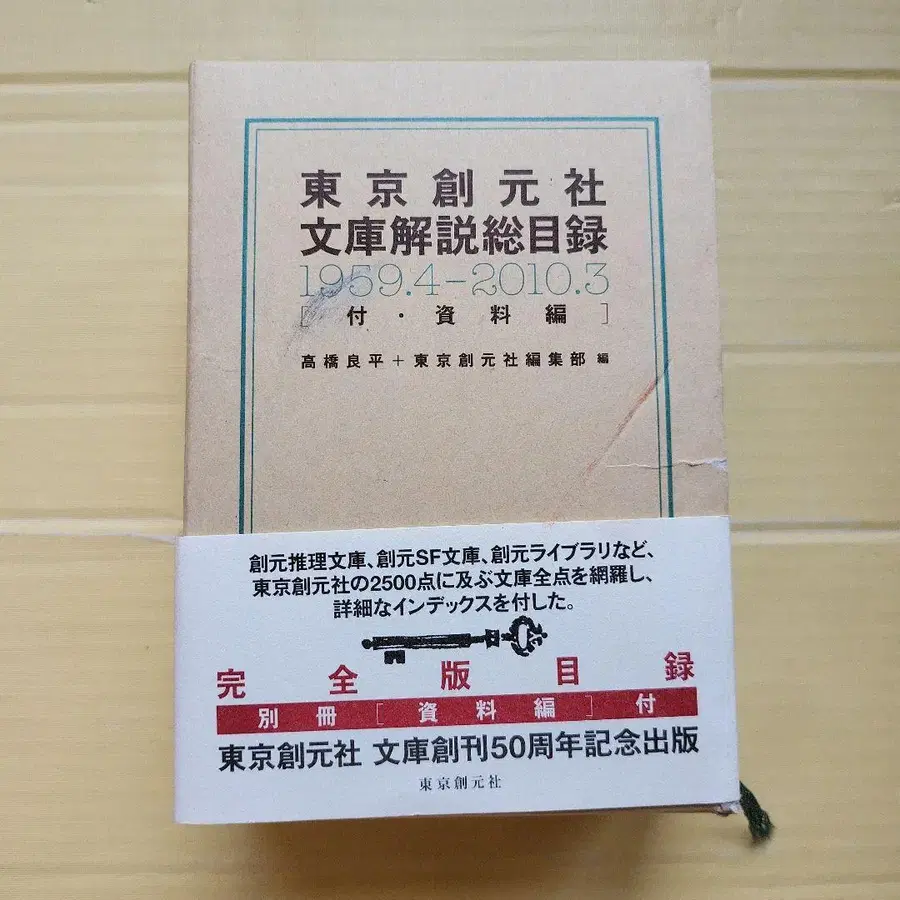 東京創元社
文庫解説総目録
1959.4–2010.3
[付・資料編]
高橋良平+東京創元社編集部 編
創元推理文庫、創元SF文庫、創元ライブラリなど、
東京創元社の2500点に及ぶ文庫全点を網羅し、
詳細なインデックスを付した。
完全版目録
別冊[資料編]付
東京創元社 文庫創刊50周年記念出版
東京創元社